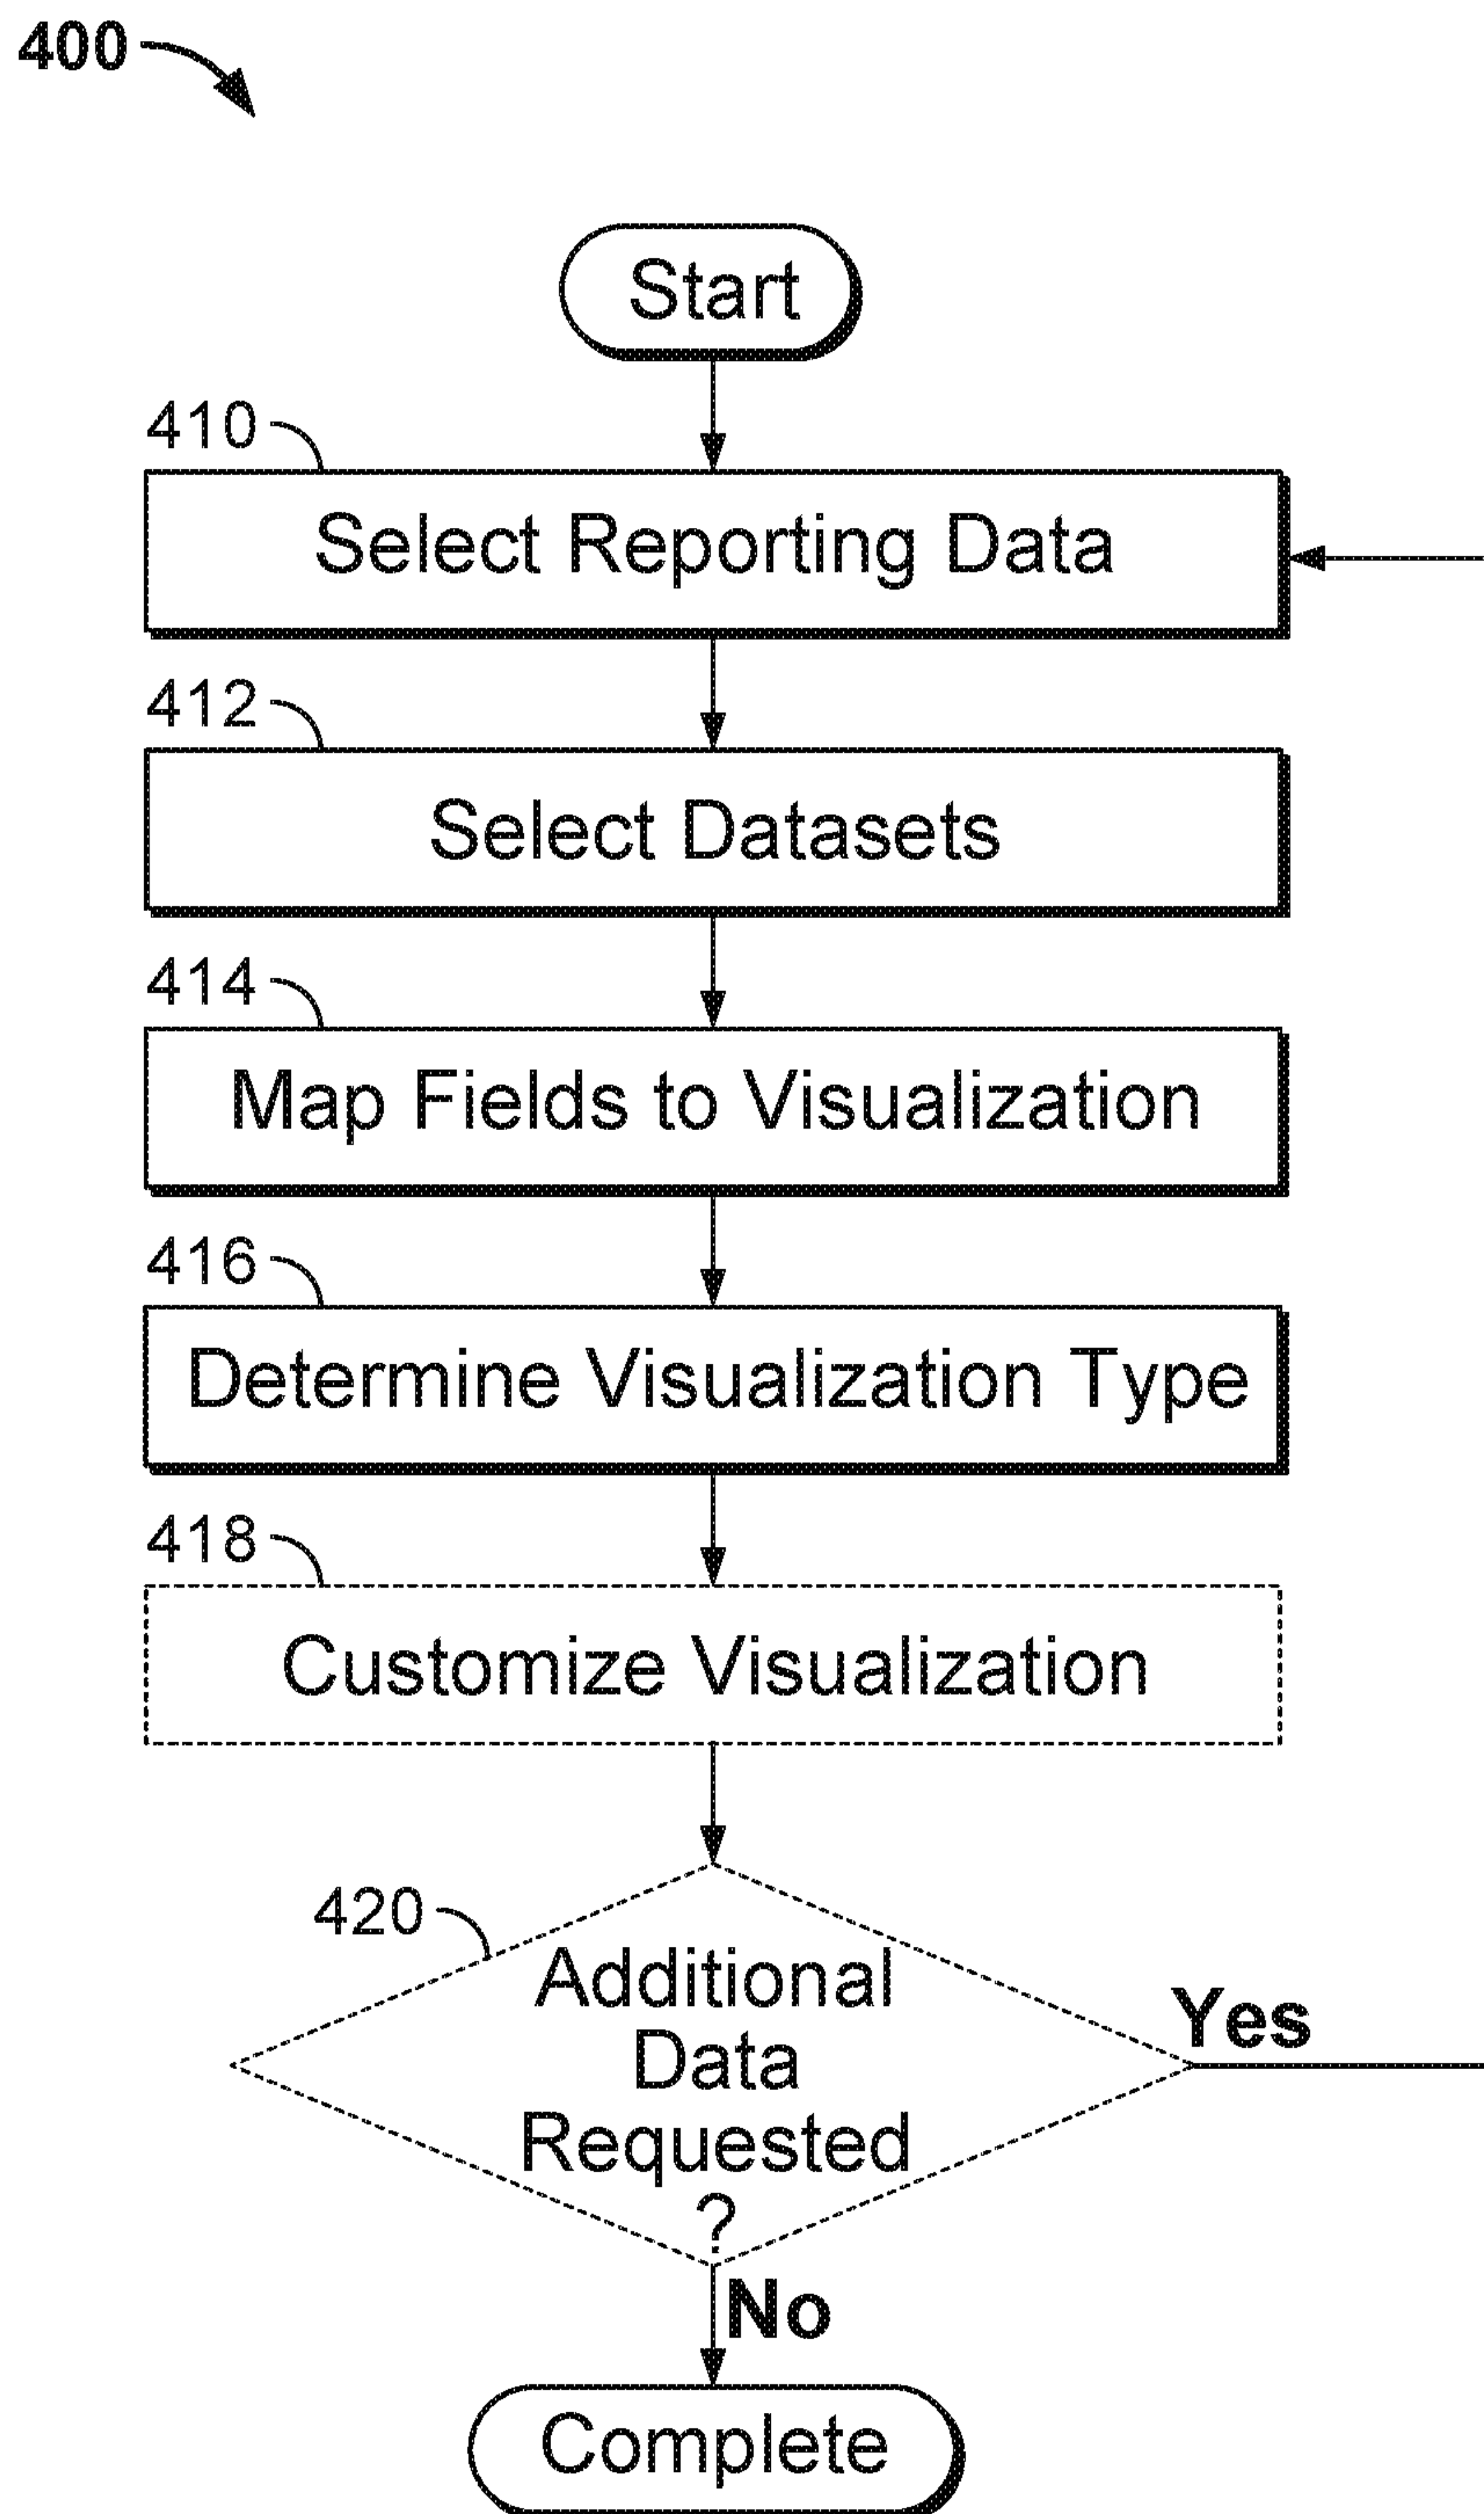 400
Start
410
Select Reporting Data
412
Select Datasets
414
Map Fields to Visualization
416
Determine Visualization Type
418
Customize Visualization
420
Additional
Data
Requested
?
Yes
No
Complete